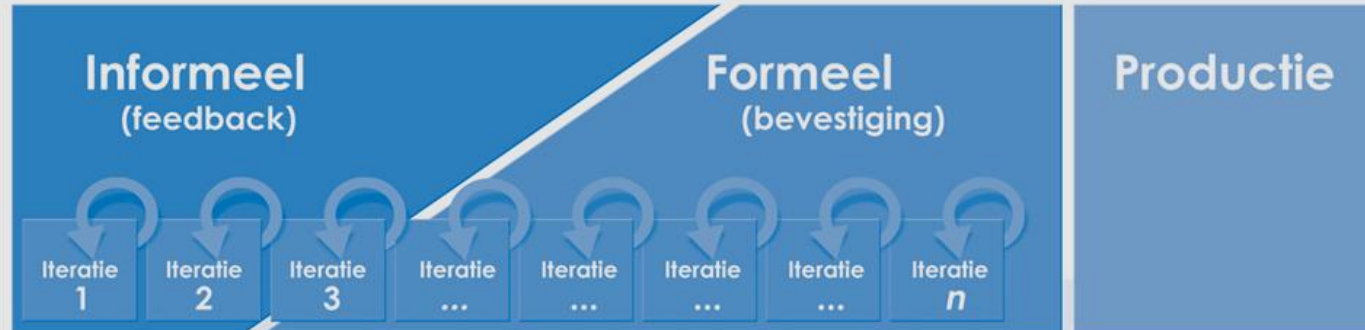 Informeel
(feedback)
Formeel
(bevestiging)
Productie
Iteratie
1
Iteratie
2
Iteratie
3
Iteratie
...
Iteratie
...
Iteratie
...
Iteratie
...
Iteratie
n